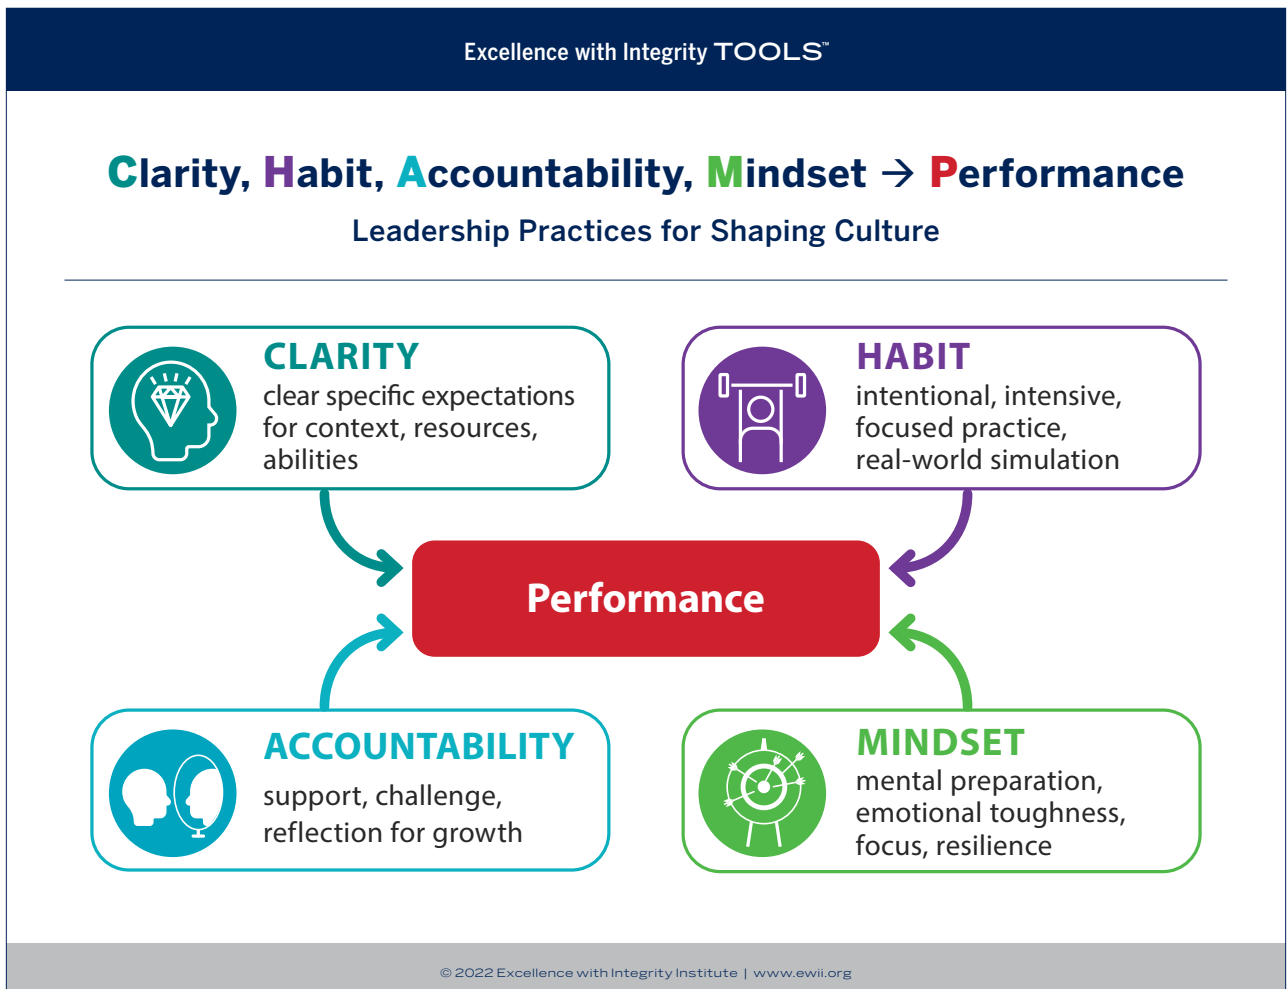 Excellence with Integrity TOOLS™
Clarity, Habit, Accountability, Mindset → Performance
Leadership Practices for Shaping Culture
CLARITY
clear specific expectations
for context, resources,
abilities
HABIT
intentional, intensive,
focused practice,
real-world simulation
Performance
ACCOUNTABILITY
support, challenge,
reflection for growth
MINDSET
mental preparation,
emotional toughness,
focus, resilience
© 2022 Excellence with Integrity Institute | www.ewii.org